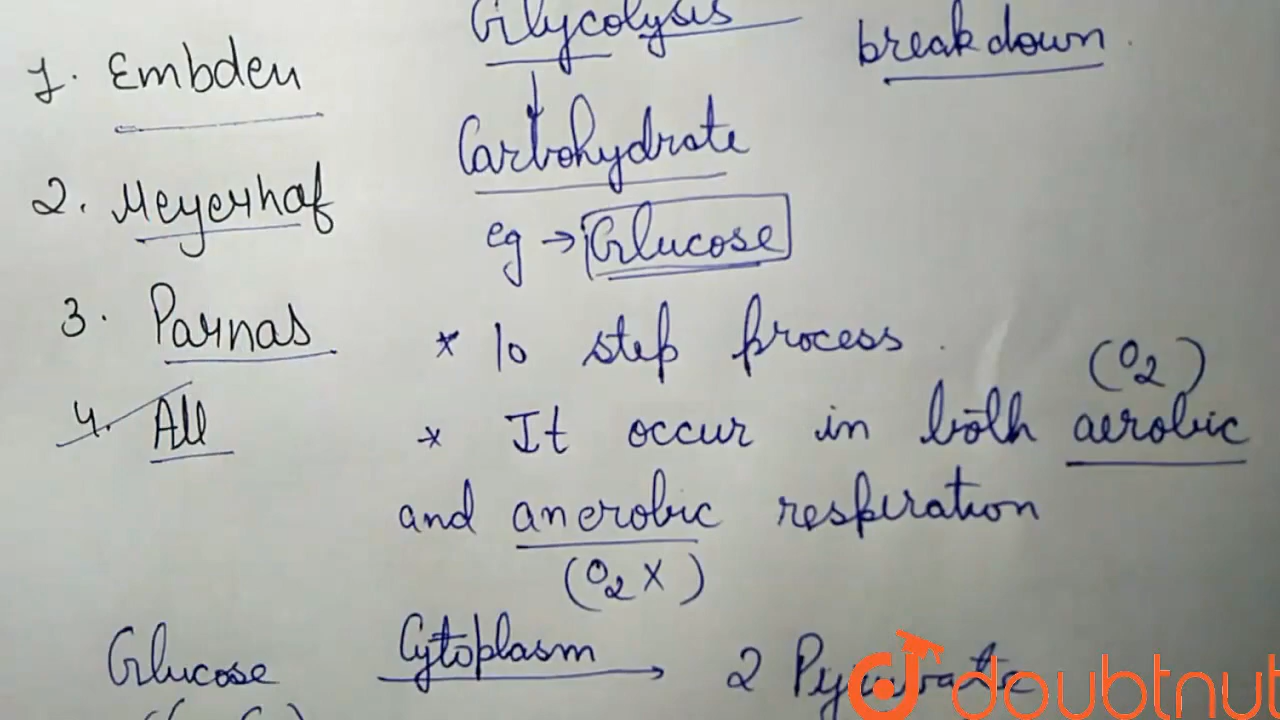 Glycolysis
breakdown.
1. Embden
Carbohydrate
2. Meyerhaf
eg → Glucose
3. Parnas
* 10 step process.
4. All
(O2)
* It occur in both aerobic
and anerobic respiration
(O2 X)
Glucose Cytoplasm → 2 Pyruvate
doubtnut